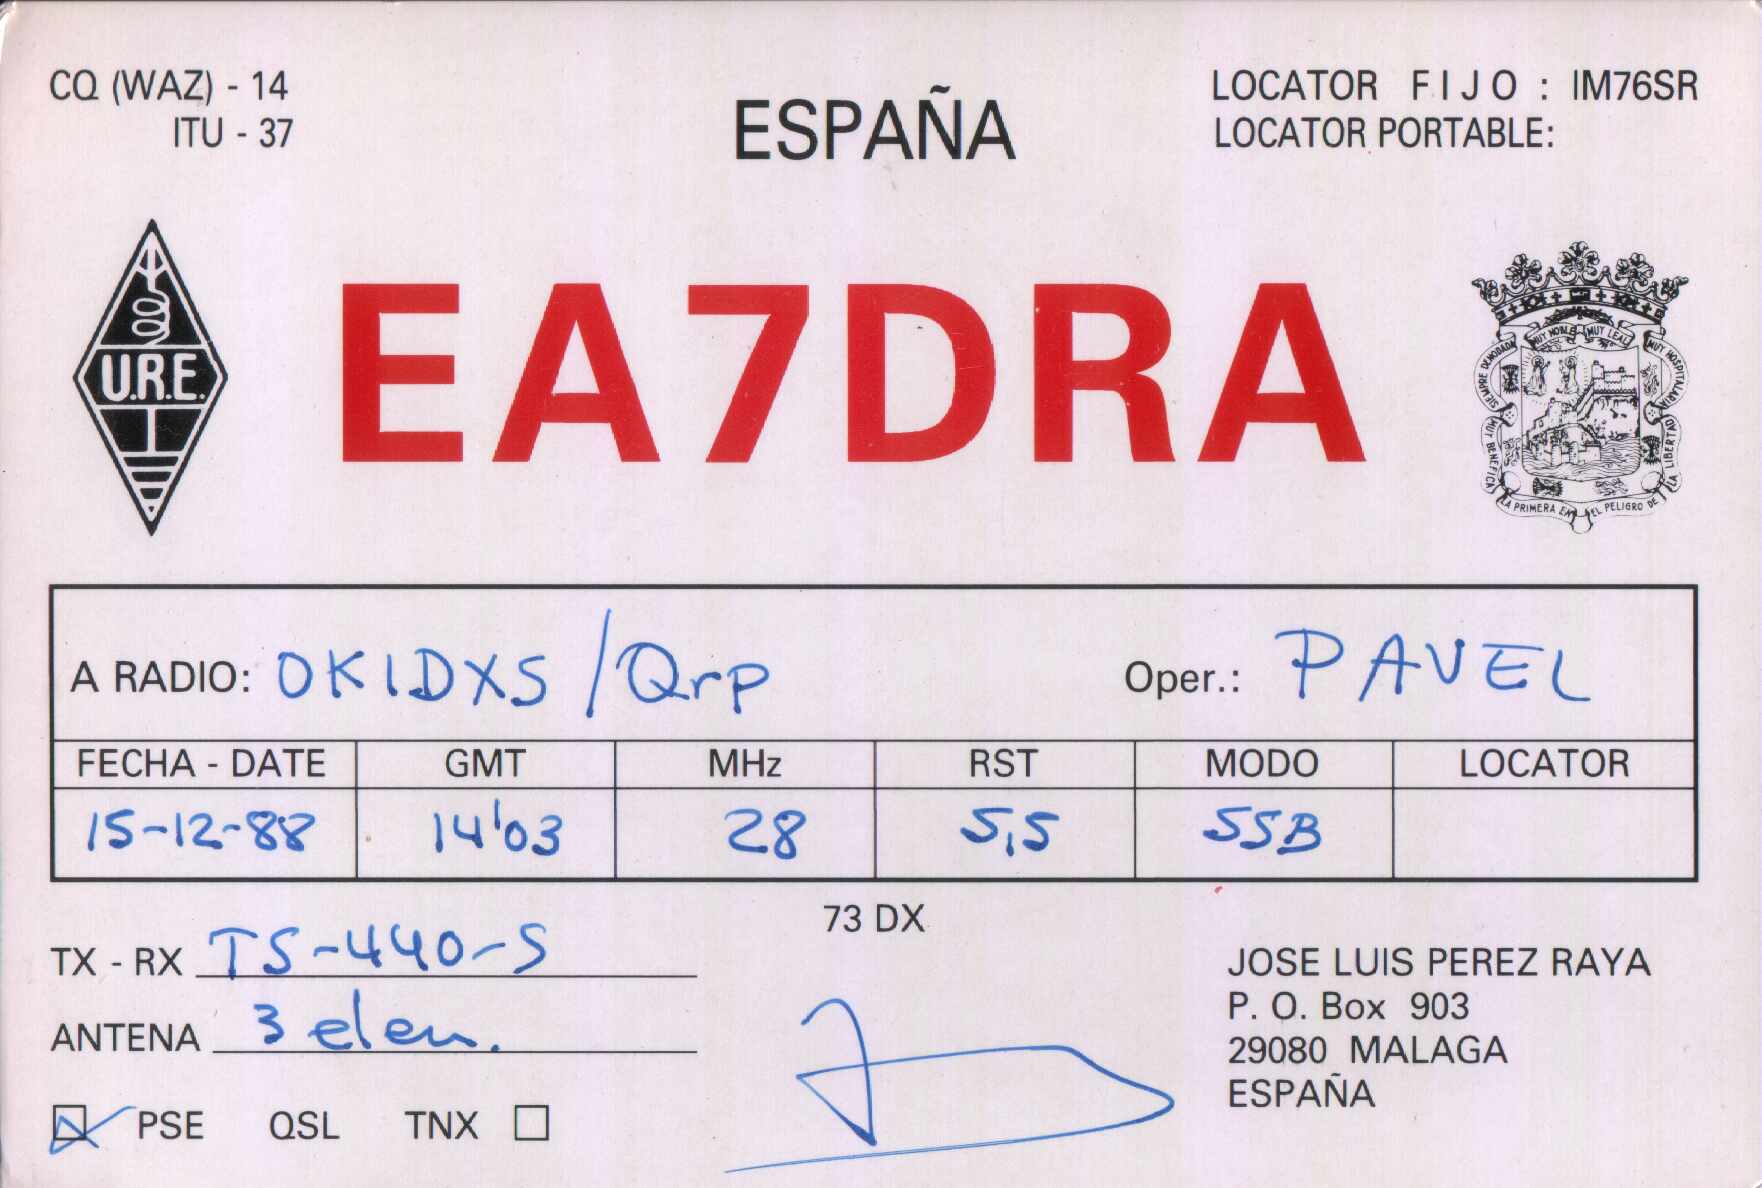 CQ (WAZ) - 14
ITU - 37
ESPAÑA
LOCATOR FIJO : IM76SR
LOCATOR PORTABLE:
U.R.E.
EA7DRA
SIEMPRE DENODADA
MUY NOBLE
MUY LEAL
MUY HOSPITALARIA
MUY BENEFICA
LA PRIMERA EN EL PELIGRO DE LA LIBERTAD
A RADIO: OK1DXS /Qrp Oper.: PAVEL
FECHA - DATE GMT MHz RST MODO LOCATOR
15-12-88 14'03 28 5,5 SSB
73 DX
TX - RX TS-440-S
ANTENA 3 elem.
PSE QSL TNX
JOSE LUIS PEREZ RAYA
P. O. Box 903
29080 MALAGA
ESPAÑA